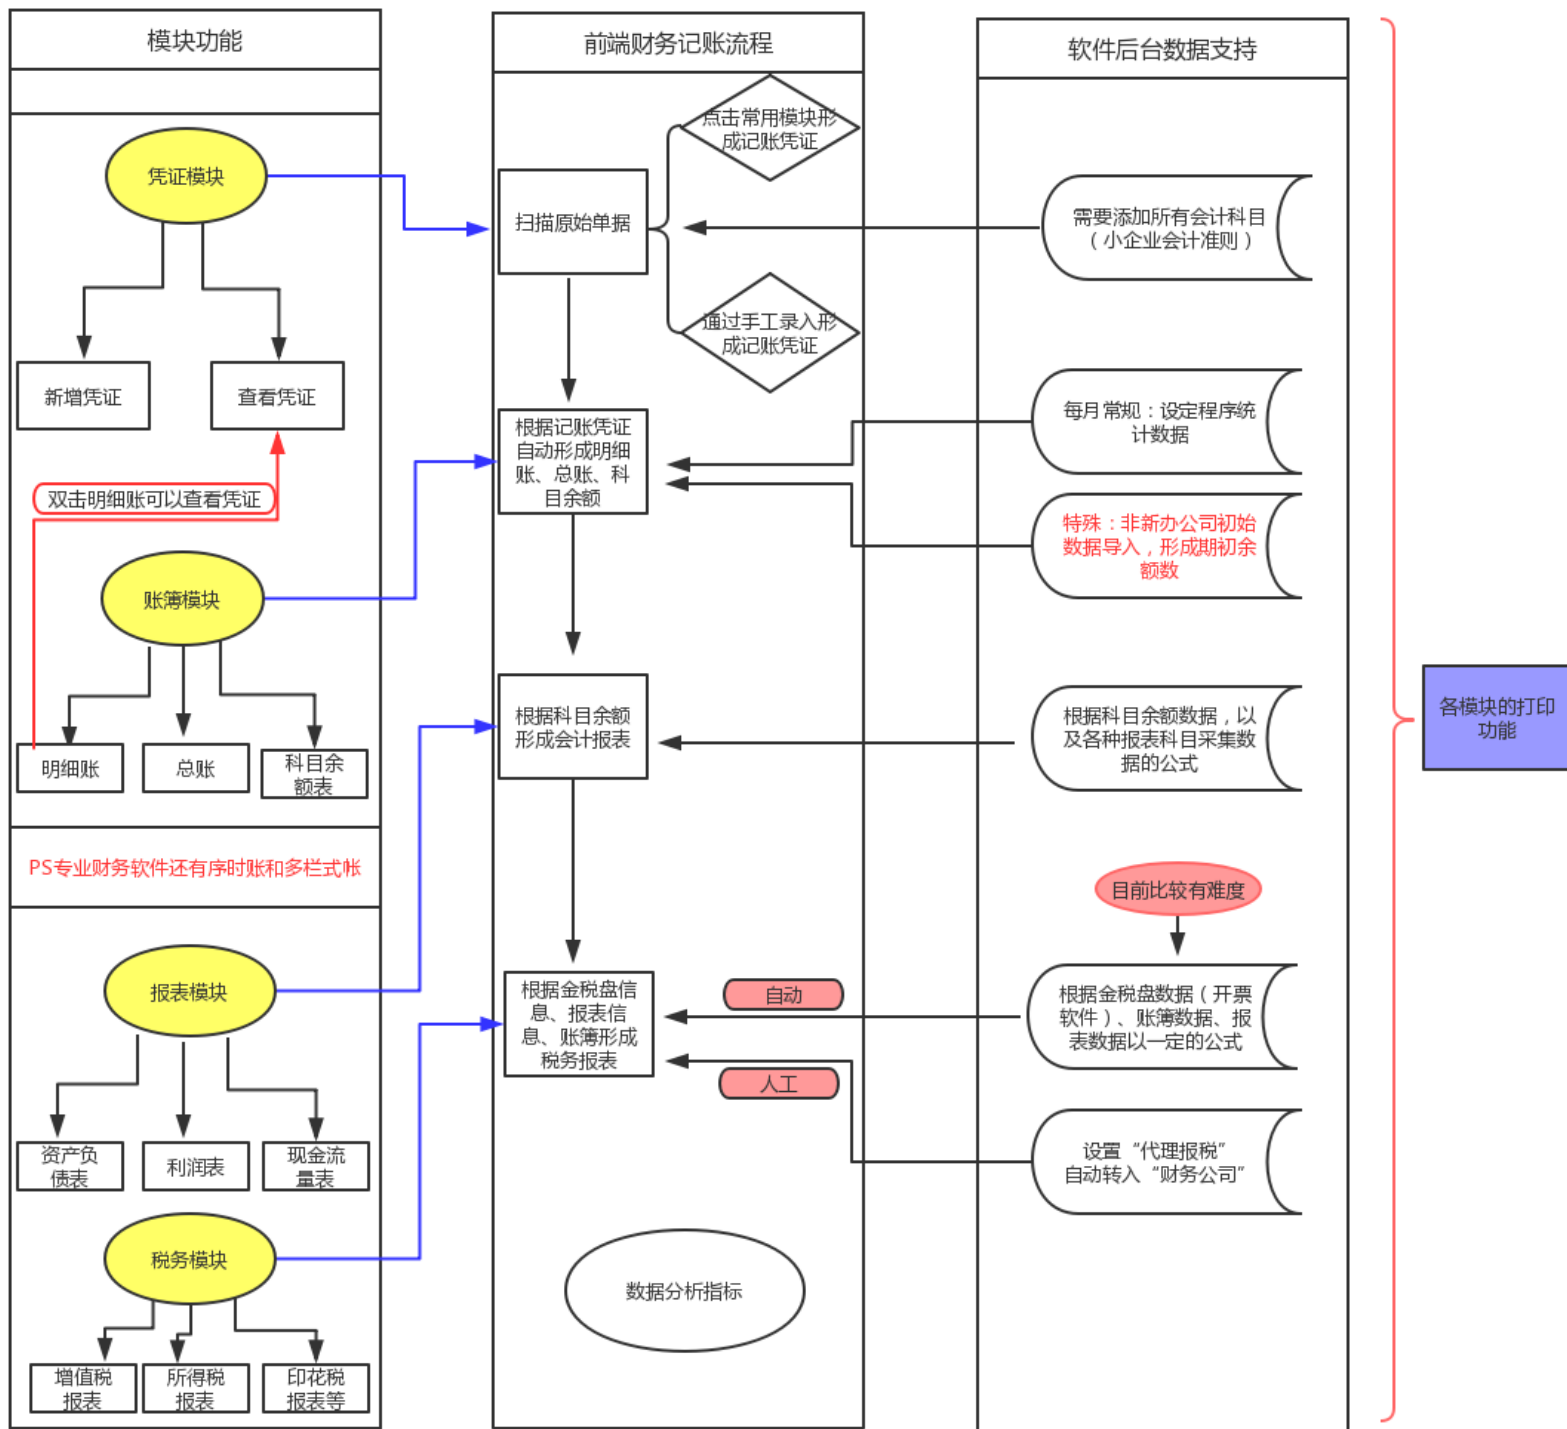 模块功能
凭证模块
新增凭证
查看凭证
双击明细账可以查看凭证
账簿模块
明细账
总账
科目余
额表
PS专业财务软件还有序时账和多栏式帐
报表模块
资产负
债表
利润表
现金流
量表
税务模块
增值税
报表
所得税
报表
印花税
报表等
前端财务记账流程
点击常用模块形
成记账凭证
扫描原始单据
通过手工录入形
成记账凭证
根据记账凭证
自动形成明细
账、总账、科
目余额
根据科目余额
形成会计报表
根据金税盘信
息、报表信
息、账簿形成
税务报表
自动
人工
数据分析指标
软件后台数据支持
需要添加所有会计科目
（小企业会计准则）
每月常规：设定程序统
计数据
特殊：非新办公司初始
数据导入，形成期初余
额数
根据科目余额数据，以
及各种报表科目采集数
据的公式
目前比较有难度
根据金税盘数据（开票
软件）、账簿数据、报
表数据以一定的公式
设置“代理报税”
自动转入“财务公司”
各模块的打印
功能